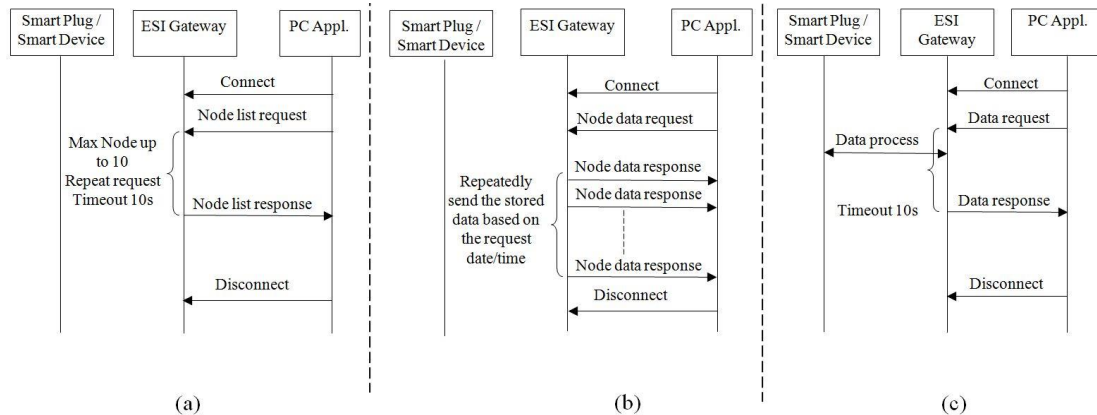 Smart Plug /
Smart Device
ESI Gateway
PC Appl.
Connect
Node list request
Max Node up
to 10
Repeat request
Timeout 10s
Node list response
Disconnect
(a)
Smart Plug /
Smart Device
ESI Gateway
PC Appl.
Connect
Node data request
Node data response
Node data response
Repeatedly
send the stored
data based on
the request
date/time
Node data response
Disconnect
(b)
Smart Plug /
Smart Device
ESI
Gateway
PC Appl.
Connect
Data request
Data process
Timeout 10s
Data response
Disconnect
(c)